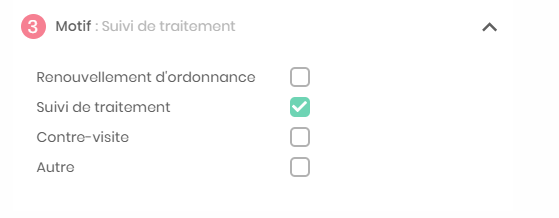 3 Motif : Suivi de traitement
Renouvellement d'ordonnance
Suivi de traitement
Contre-visite
Autre